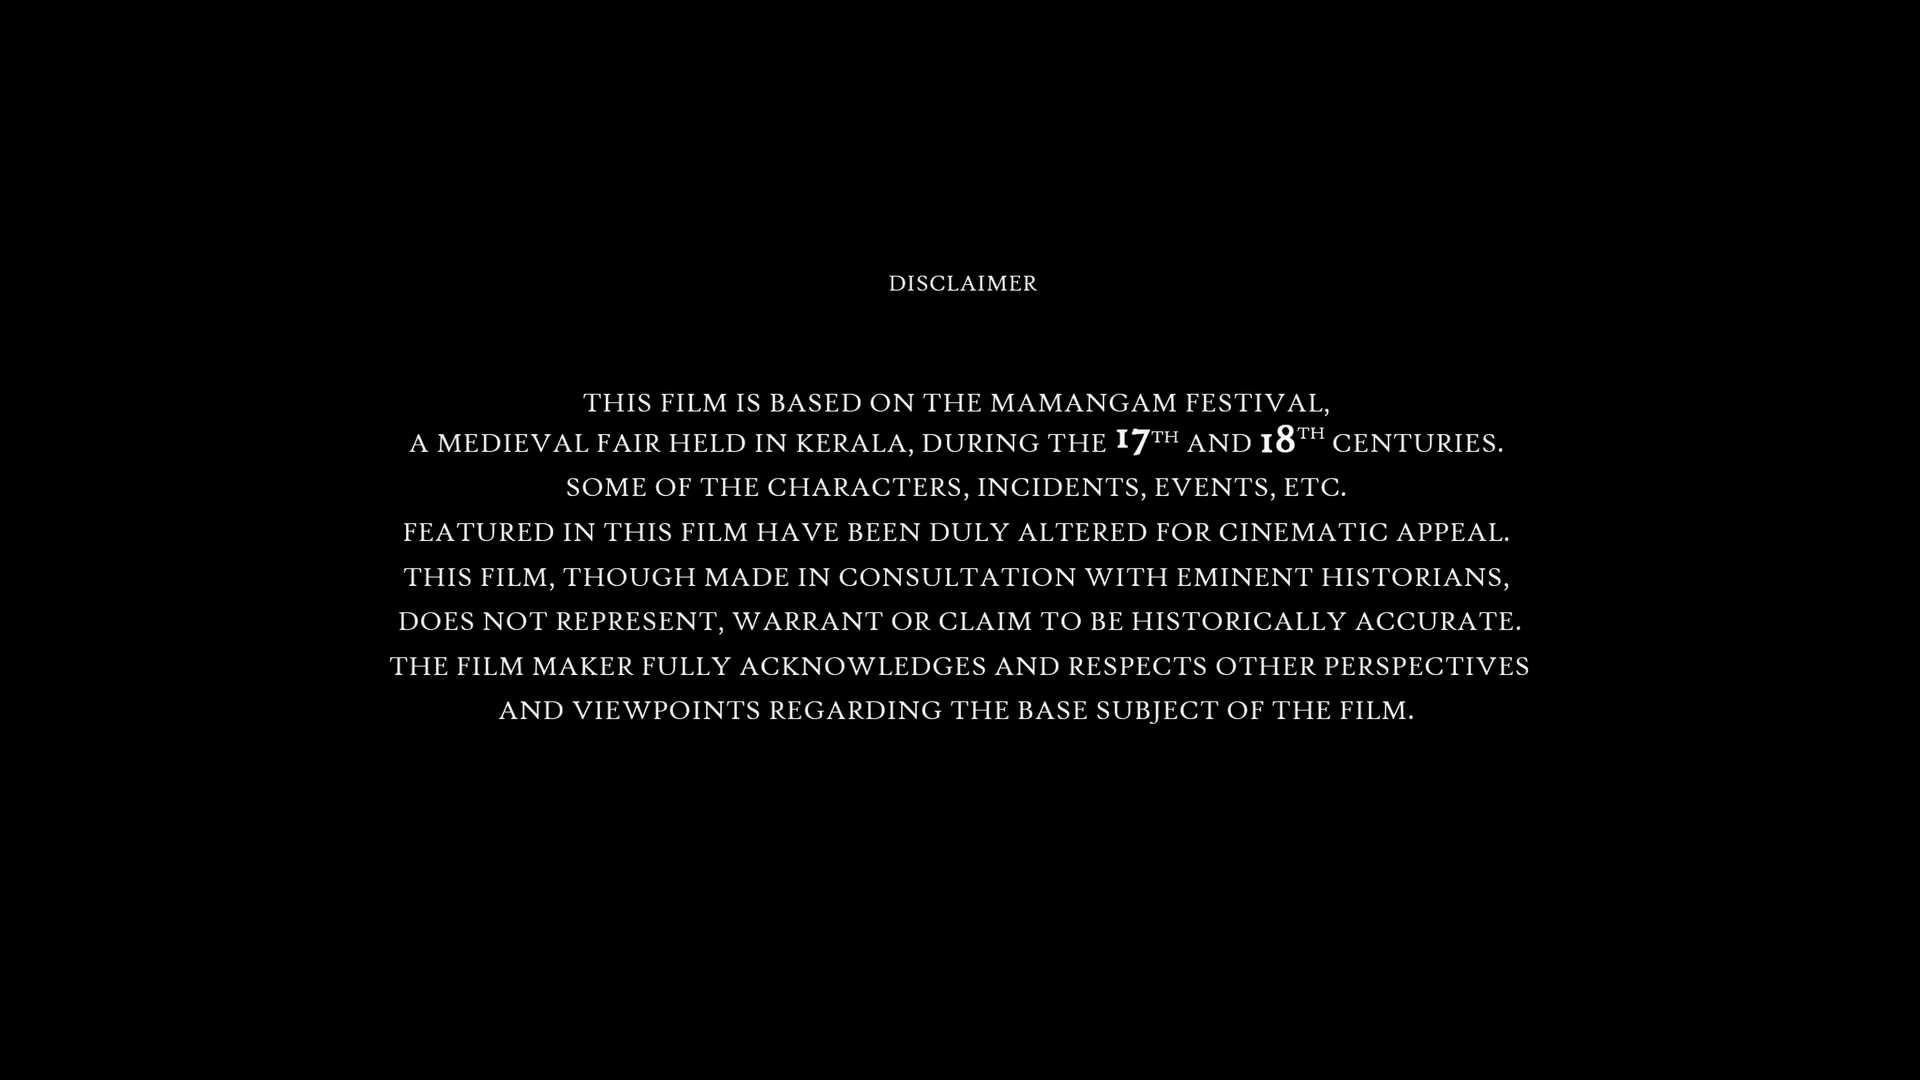 DISCLAIMER
THIS FILM IS BASED ON THE MAMANGAM FESTIVAL,
A MEDIEVAL FAIR HELD IN KERALA, DURING THE 17TH AND 18TH CENTURIES.
SOME OF THE CHARACTERS, INCIDENTS, EVENTS, ETC.
FEATURED IN THIS FILM HAVE BEEN DULY ALTERED FOR CINEMATIC APPEAL.
THIS FILM, THOUGH MADE IN CONSULTATION WITH EMINENT HISTORIANS,
DOES NOT REPRESENT, WARRANT OR CLAIM TO BE HISTORICALLY ACCURATE.
THE FILM MAKER FULLY ACKNOWLEDGES AND RESPECTS OTHER PERSPECTIVES
AND VIEWPOINTS REGARDING THE BASE SUBJECT OF THE FILM.